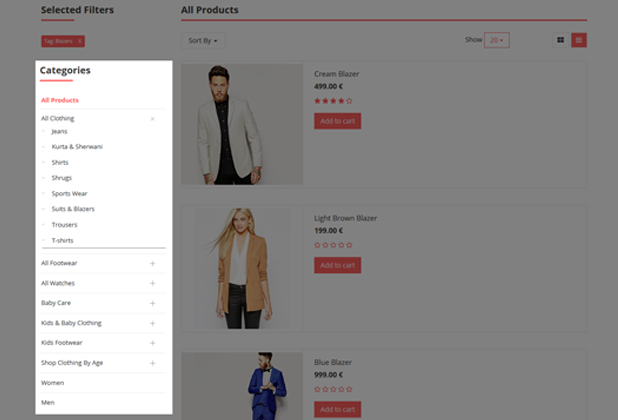 Selected Filters
Tag: Blazers X
Categories
All Products
All Clothing ×
Jeans
Kurta & Sherwani
Shirts
Shrugs
Sports Wear
Suits & Blazers
Trousers
T-shirts
All Footwear +
All Watches +
Baby Care +
Kids & Baby Clothing +
Kids Footwear +
Shop Clothing By Age +
Women
Men
All Products
Sort By
Show 20
Cream Blazer
499.00 €
Add to cart
Light Brown Blazer
199.00 €
Add to cart
Blue Blazer
999.00 €
Add to cart